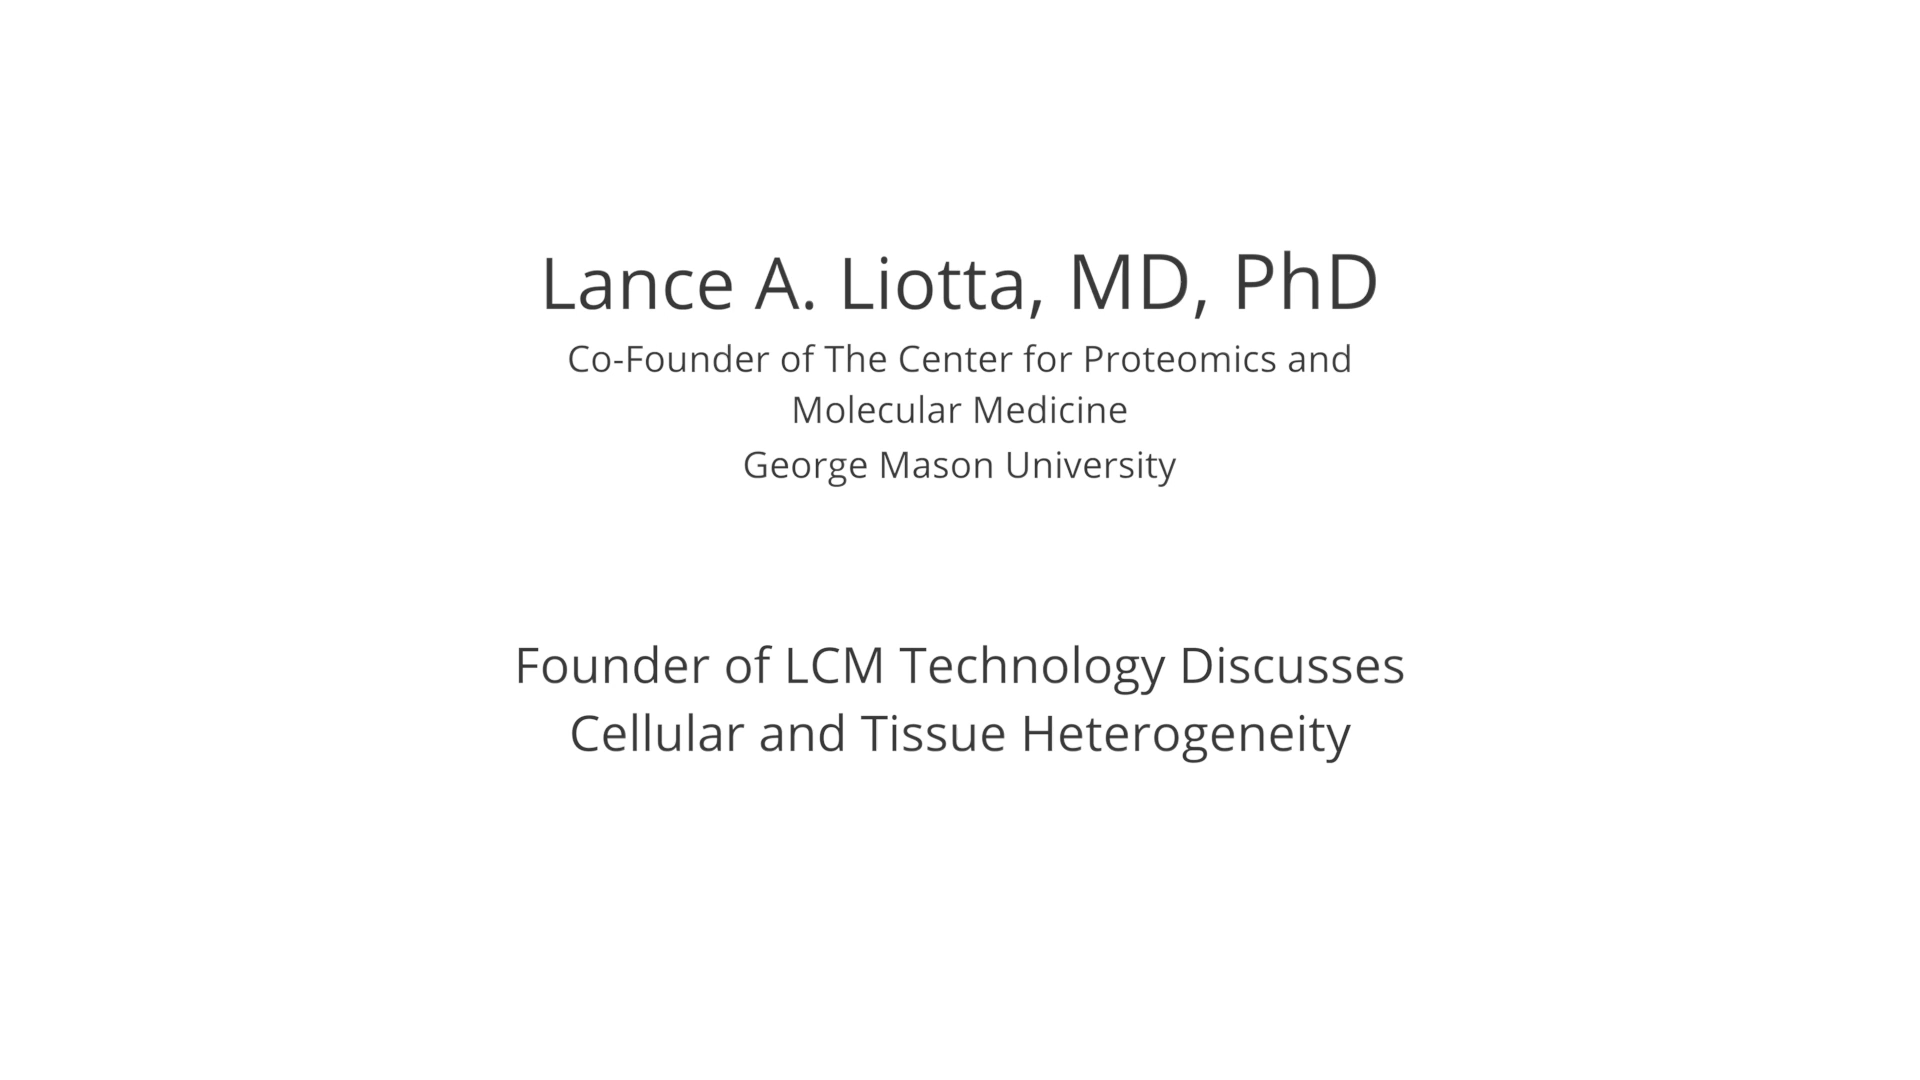 Lance A. Liotta, MD, PhD
Co-Founder of The Center for Proteomics and
Molecular Medicine
George Mason University
Founder of LCM Technology Discusses
Cellular and Tissue Heterogeneity